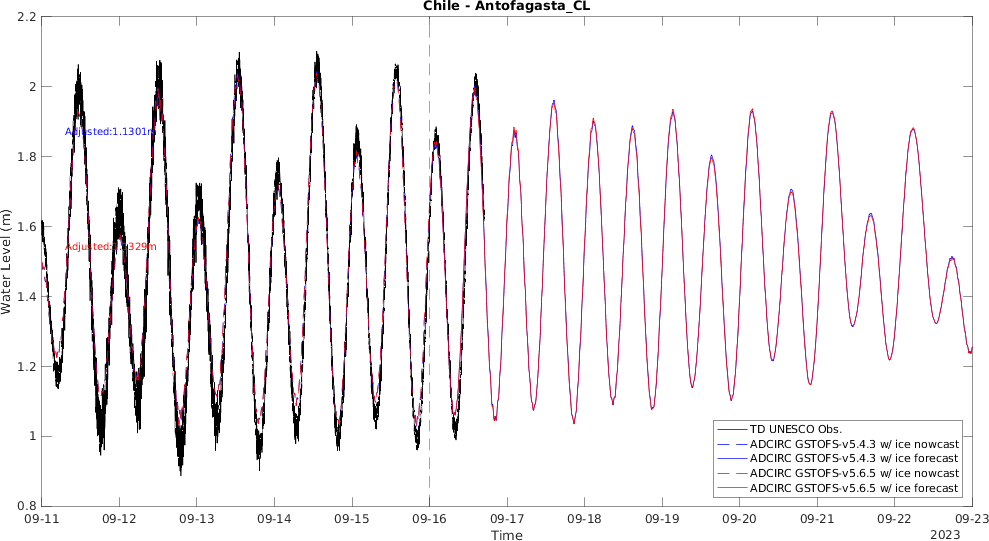 Chile - Antofagasta_CL
Water Level (m)
2.2
2
1.8
1.6
1.4
1.2
1
0.8
Adjusted:1.1301m
TD UNESCO Obs.
ADCIRC GSTOFS-v5.4.3 w/ ice nowcast
ADCIRC GSTOFS-v5.4.3 w/ ice forecast
ADCIRC GSTOFS-v5.6.5 w/ ice nowcast
ADCIRC GSTOFS-v5.6.5 w/ ice forecast
09-11 09-12 09-13 09-14 09-15 09-16 09-17 09-18 09-19 09-20 09-21 09-22 09-23
Time
2023